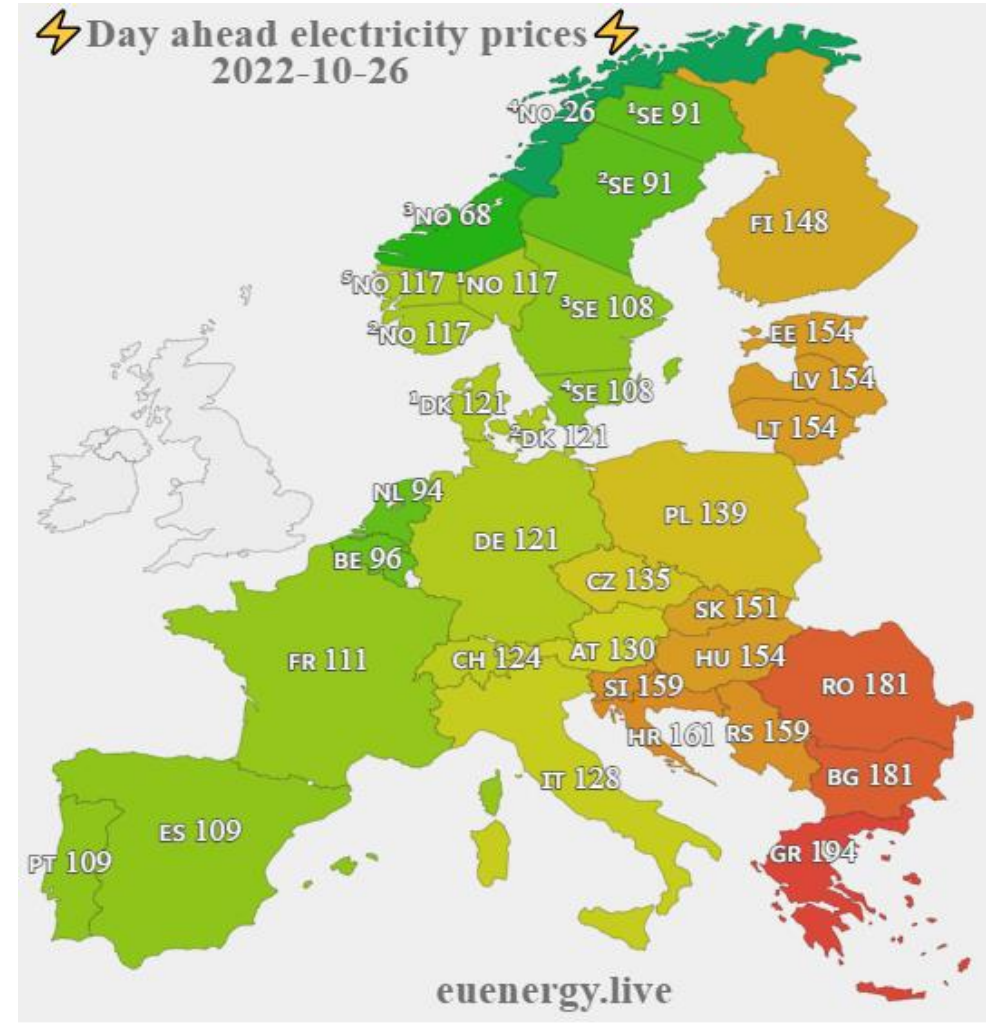 ⚡Day ahead electricity prices⚡
2022-10-26
⁴NO 26
¹SE 91
²SE 91
³NO 68
FI 148
⁵NO 117
¹NO 117
³SE 108
²NO 117
EE 154
LV 154
¹DK 121
⁴SE 108
LT 154
²DK 121
NL 94
PL 139
DE 121
BE 96
CZ 135
SK 151
FR 111
CH 124
AT 130
HU 154
SI 159
RO 181
HR 161
RS 159
IT 128
BG 181
ES 109
PT 109
GR 194
euenergy.live